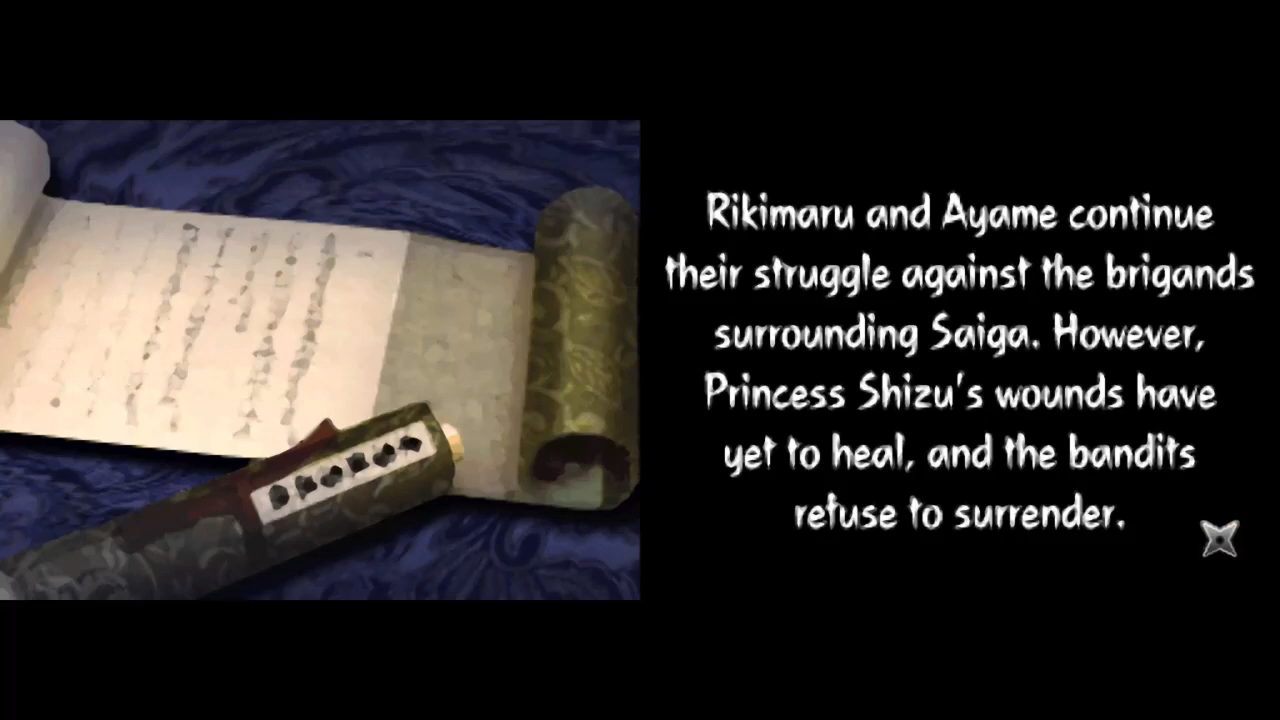 Rikimaru and Ayame continue
their struggle against the brigands
surrounding Saiga. However,
Princess Shizu's wounds have
yet to heal, and the bandits
refuse to surrender.